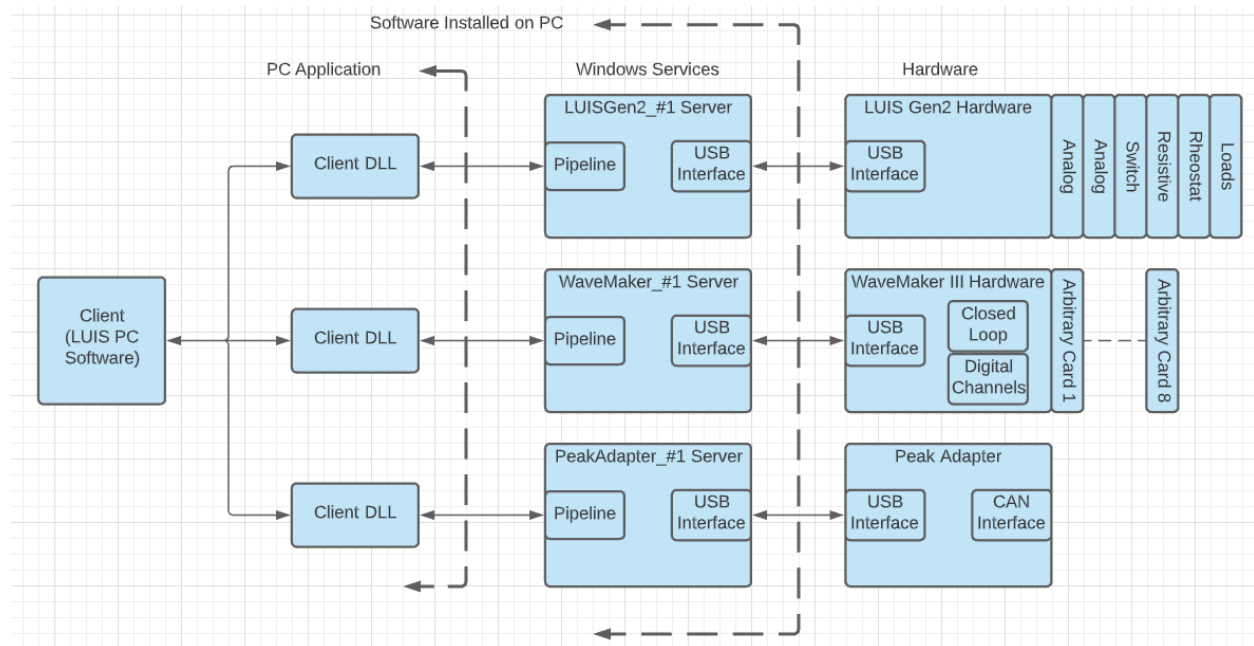 Software Installed on PC
PC Application
Windows Services
Hardware
Client
(LUIS PC
Software)
Client DLL
LUISGen2_#1 Server
Pipeline
USB
Interface
LUIS Gen2 Hardware
USB
Interface
Analog
Analog
Switch
Resistive
Rheostat
Loads
Client DLL
WaveMaker_#1 Server
Pipeline
USB
Interface
WaveMaker III Hardware
USB
Interface
Closed
Loop
Digital
Channels
Arbitrary Card 1
Arbitrary Card 8
Client DLL
PeakAdapter_#1 Server
Pipeline
USB
Interface
Peak Adapter
USB
Interface
CAN
Interface